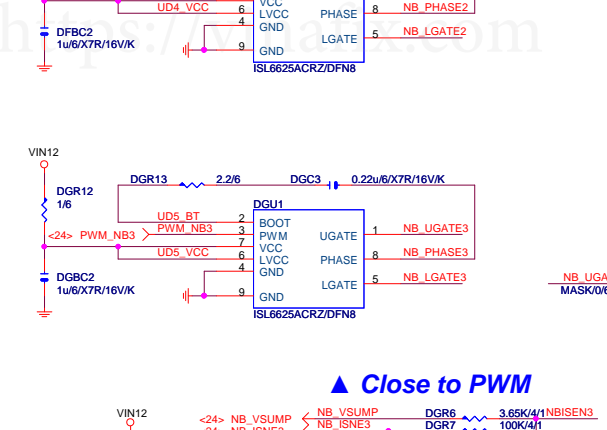 VCC
UD4_VCC 6 LVCC PHASE 8 NB_PHASE2
4 GND
DFBC2
1u/6/X7R/16V/K
LGATE 5 NB_LGATE2
9 GND
ISL6625ACRZ/DFN8
VIN12
DGR13 2.2/6 DGC3 0.22u/6/X7R/16V/K
DGR12
1/6
DGU1
UD5_BT 2 BOOT
<24> PWM_NB3 PWM_NB3 3 PWM UGATE 1 NB_UGATE3
7 VCC
UD5_VCC 6 LVCC PHASE 8 NB_PHASE3
4 GND
DGBC2
1u/6/X7R/16V/K
LGATE 5 NB_LGATE3
9 GND
ISL6625ACRZ/DFN8
NB_UGA
MASK/0/6
▲ Close to PWM
VIN12
<24> NB_VSUMP NB_VSUMP DGR6 3.65K/4/1 NBISEN3
<24> NB_ISNE3 NB_ISNE3 DGR7 100K/4/1